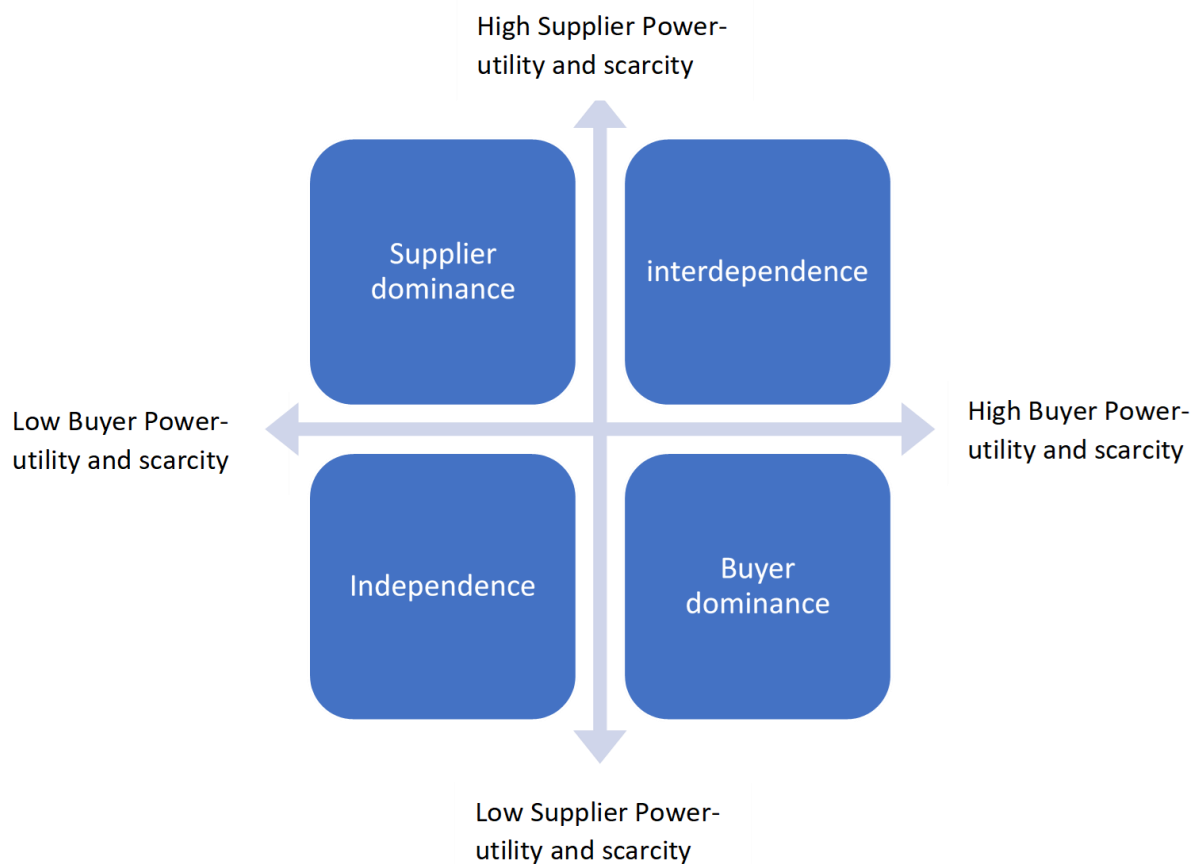 High Supplier Power-
utility and scarcity
Supplier
dominance
interdependence
Low Buyer Power-
utility and scarcity
High Buyer Power-
utility and scarcity
Independence
Buyer
dominance
Low Supplier Power-
utility and scarcity